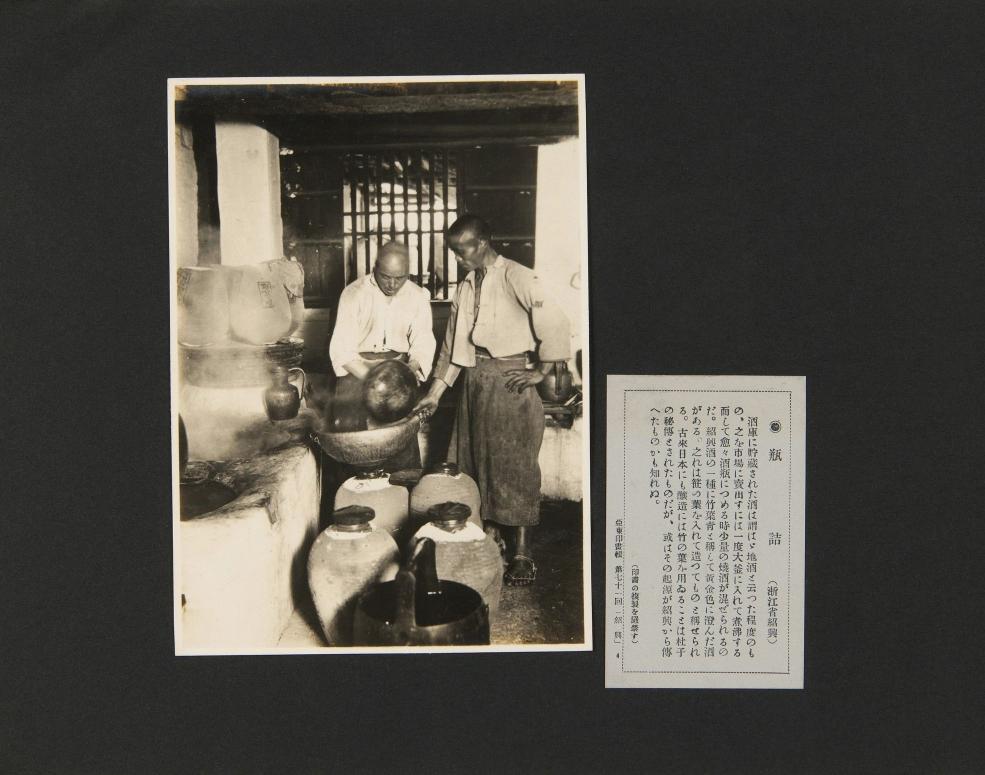 ◉ 瓶詰 (浙江省紹興)
酒庫に貯蔵された酒は謂はゞ地酒と云つた程度のも
の、之を市場に賣出すには一度大釜に入れて煮沸する
而して愈々酒瓶につめる時少量の焼酒が混ぜられるの
だ。紹興酒の一種に竹葉靑と稱して黄金色に澄んだ酒
がある。之れは笹の葉を入れて造つてものと稱せられ
る。古來日本にも醸造には竹の葉を用ゐることは杜子
の秘傳とされたものだが、或はその起源が紹興から傳
へたものかも知れぬ。
(印畫の複製を嚴禁す)
亞東印畫輯 第七十一回 「紹興」 4